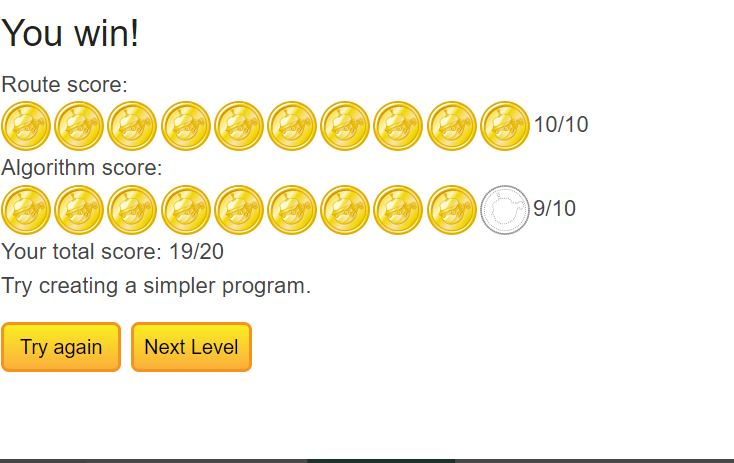 You win!
Route score:
10/10
Algorithm score:
9/10
Your total score: 19/20
Try creating a simpler program.
Try again Next Level